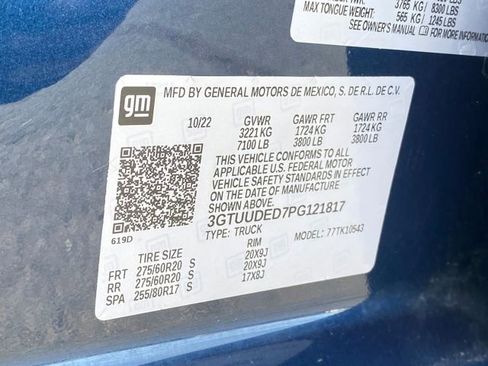 3765 KG / 8300 LBS
MAX TONGUE WEIGHT: 565 KG / 1245 LBS
SEE OWNER'S MANUAL FOR MORE
gm
MFD BY GENERAL MOTORS DE MEXICO, S. DE R.L. DE C.V.
10/22 GVWR GAWR FRT GAWR RR
3221 KG 1724 KG 1724 KG
7100 LB 3800 LB 3800 LB
THIS VEHICLE CONFORMS TO ALL
APPLICABLE U.S. FEDERAL MOTOR
VEHICLE SAFETY STANDARDS IN EFFECT
ON THE DATE OF MANUFACTURE SHOWN ABOVE.
3GTUUDED7PG121817
619D TYPE: TRUCK MODEL: 77TK10543
TIRE SIZE RIM
FRT 275/60R20 S 20X9J
RR 275/60R20 S 20X9J
SPA 255/80R17 S 17X8J